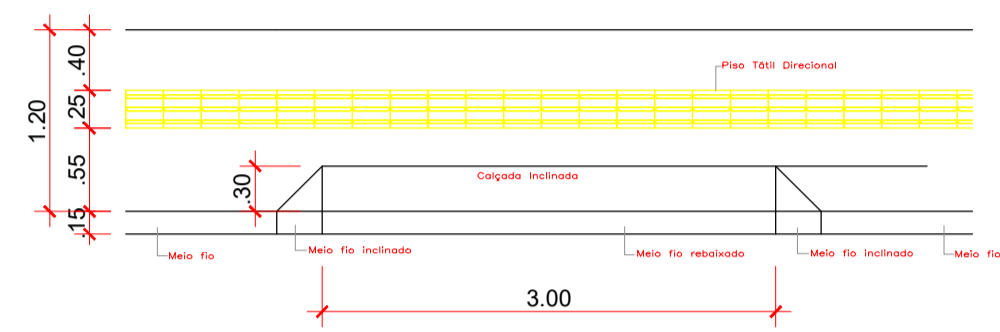 .40
Piso Tátil Direcional
.25
1.20
.55
.30
Calçada Inclinada
.15
Meio fio
Meio fio inclinado
Meio fio rebaixado
Meio fio inclinado
Meio fio
3.00